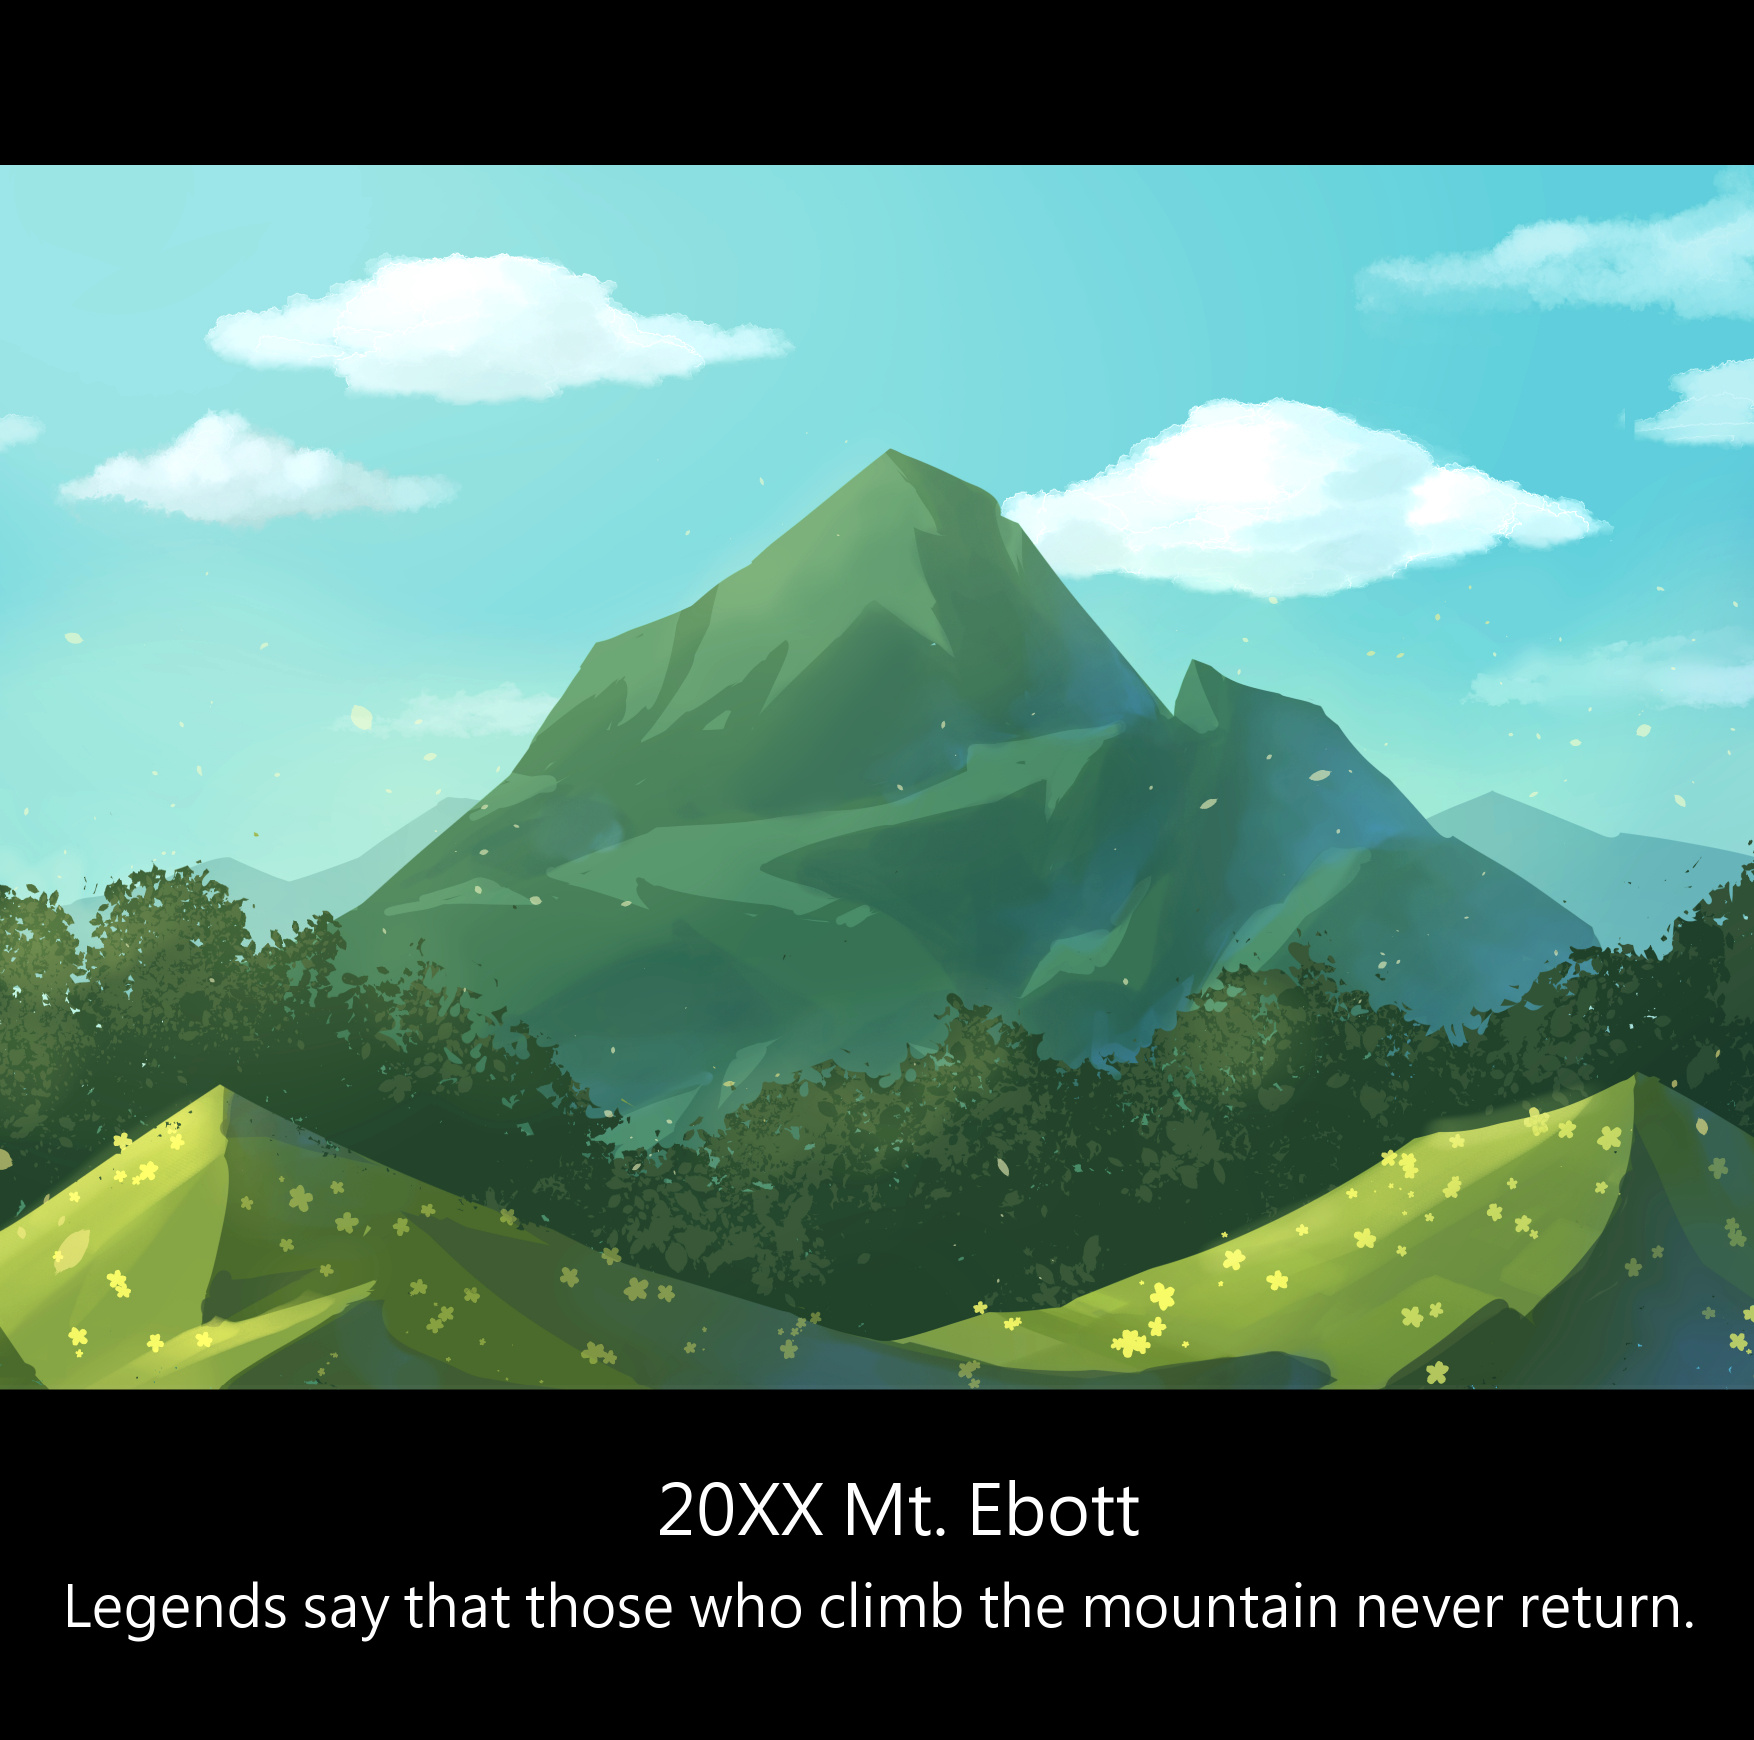 20XX Mt. Ebott
Legends say that those who climb the mountain never return.